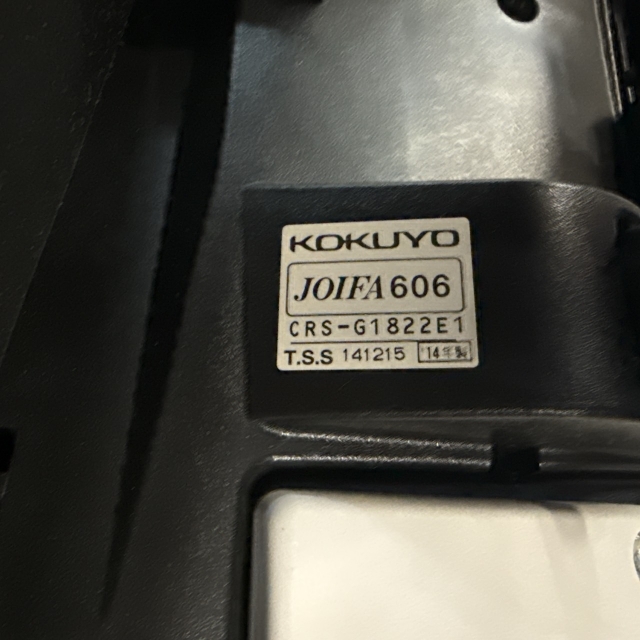 KOKUYO
JOIFA 606
CRS-G1822E1
T.S.S 141215 14年製